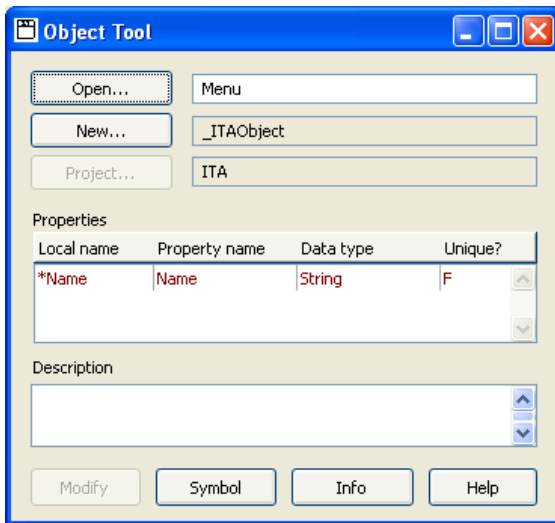 Object Tool
Open... Menu
New... _ITAObject
Project... ITA
Properties
Local name Property name Data type Unique?
*Name Name String F
Description
Modify Symbol Info Help